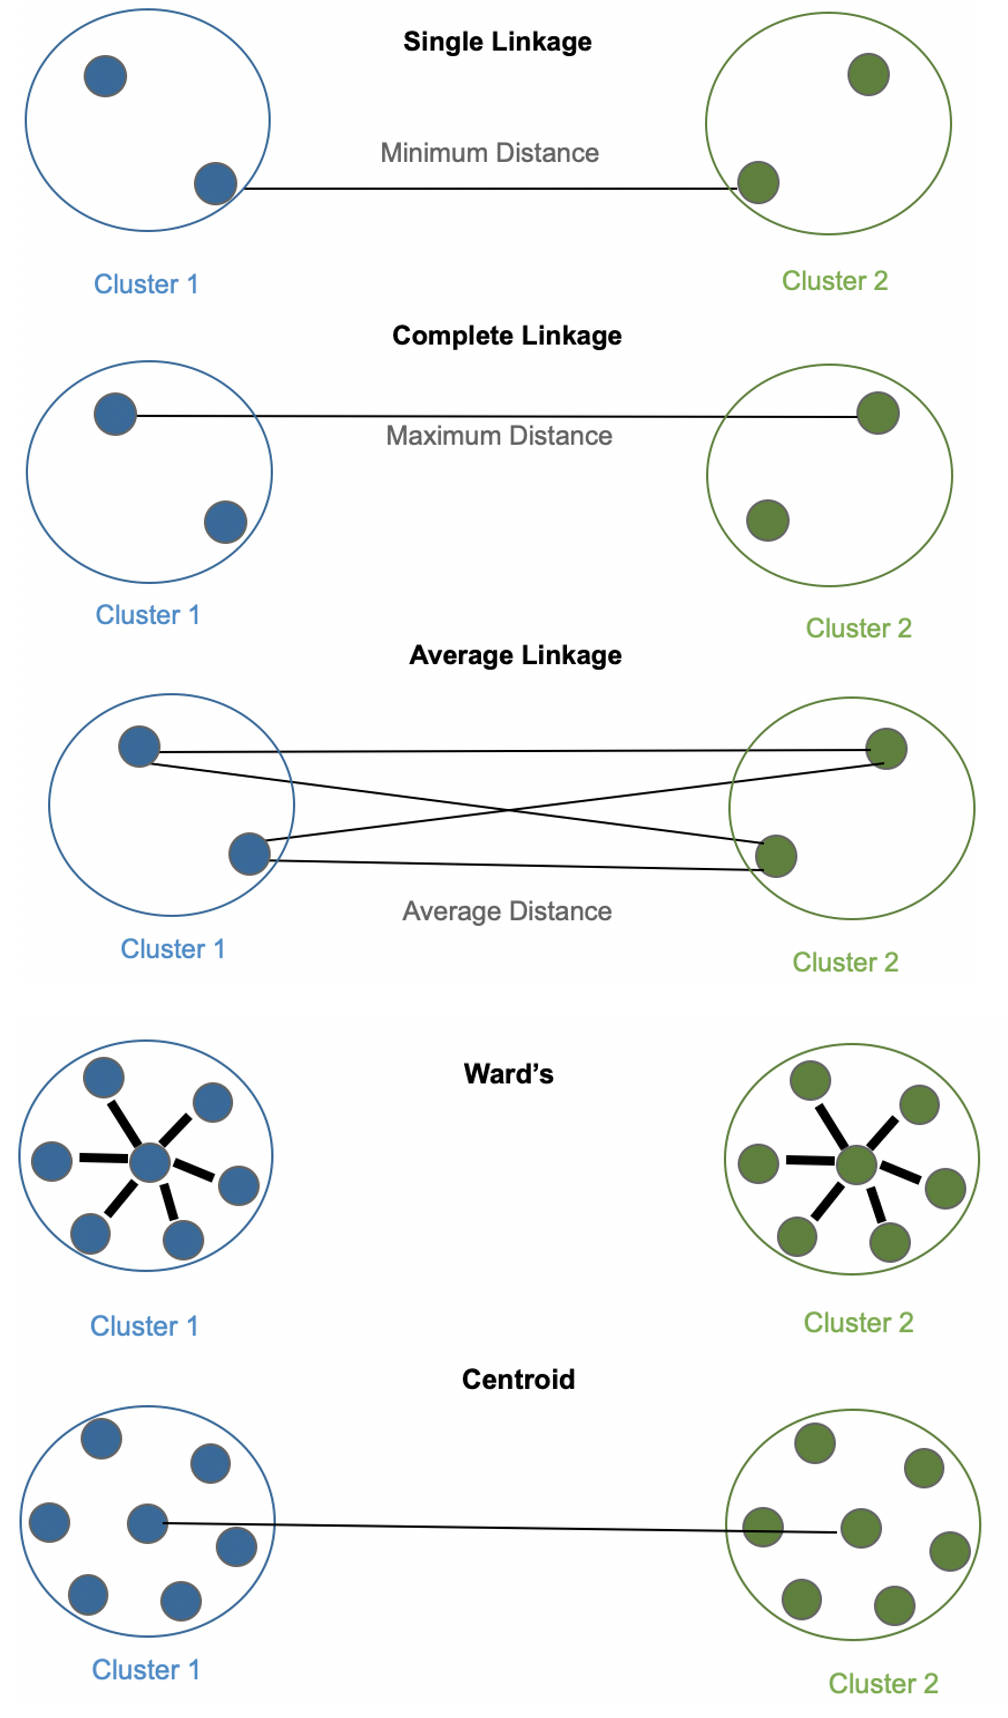 Single Linkage
Minimum Distance
Cluster 1
Cluster 2
Complete Linkage
Maximum Distance
Cluster 1
Cluster 2
Average Linkage
Average Distance
Cluster 1
Cluster 2
Ward’s
Cluster 1
Cluster 2
Centroid
Cluster 1
Cluster 2